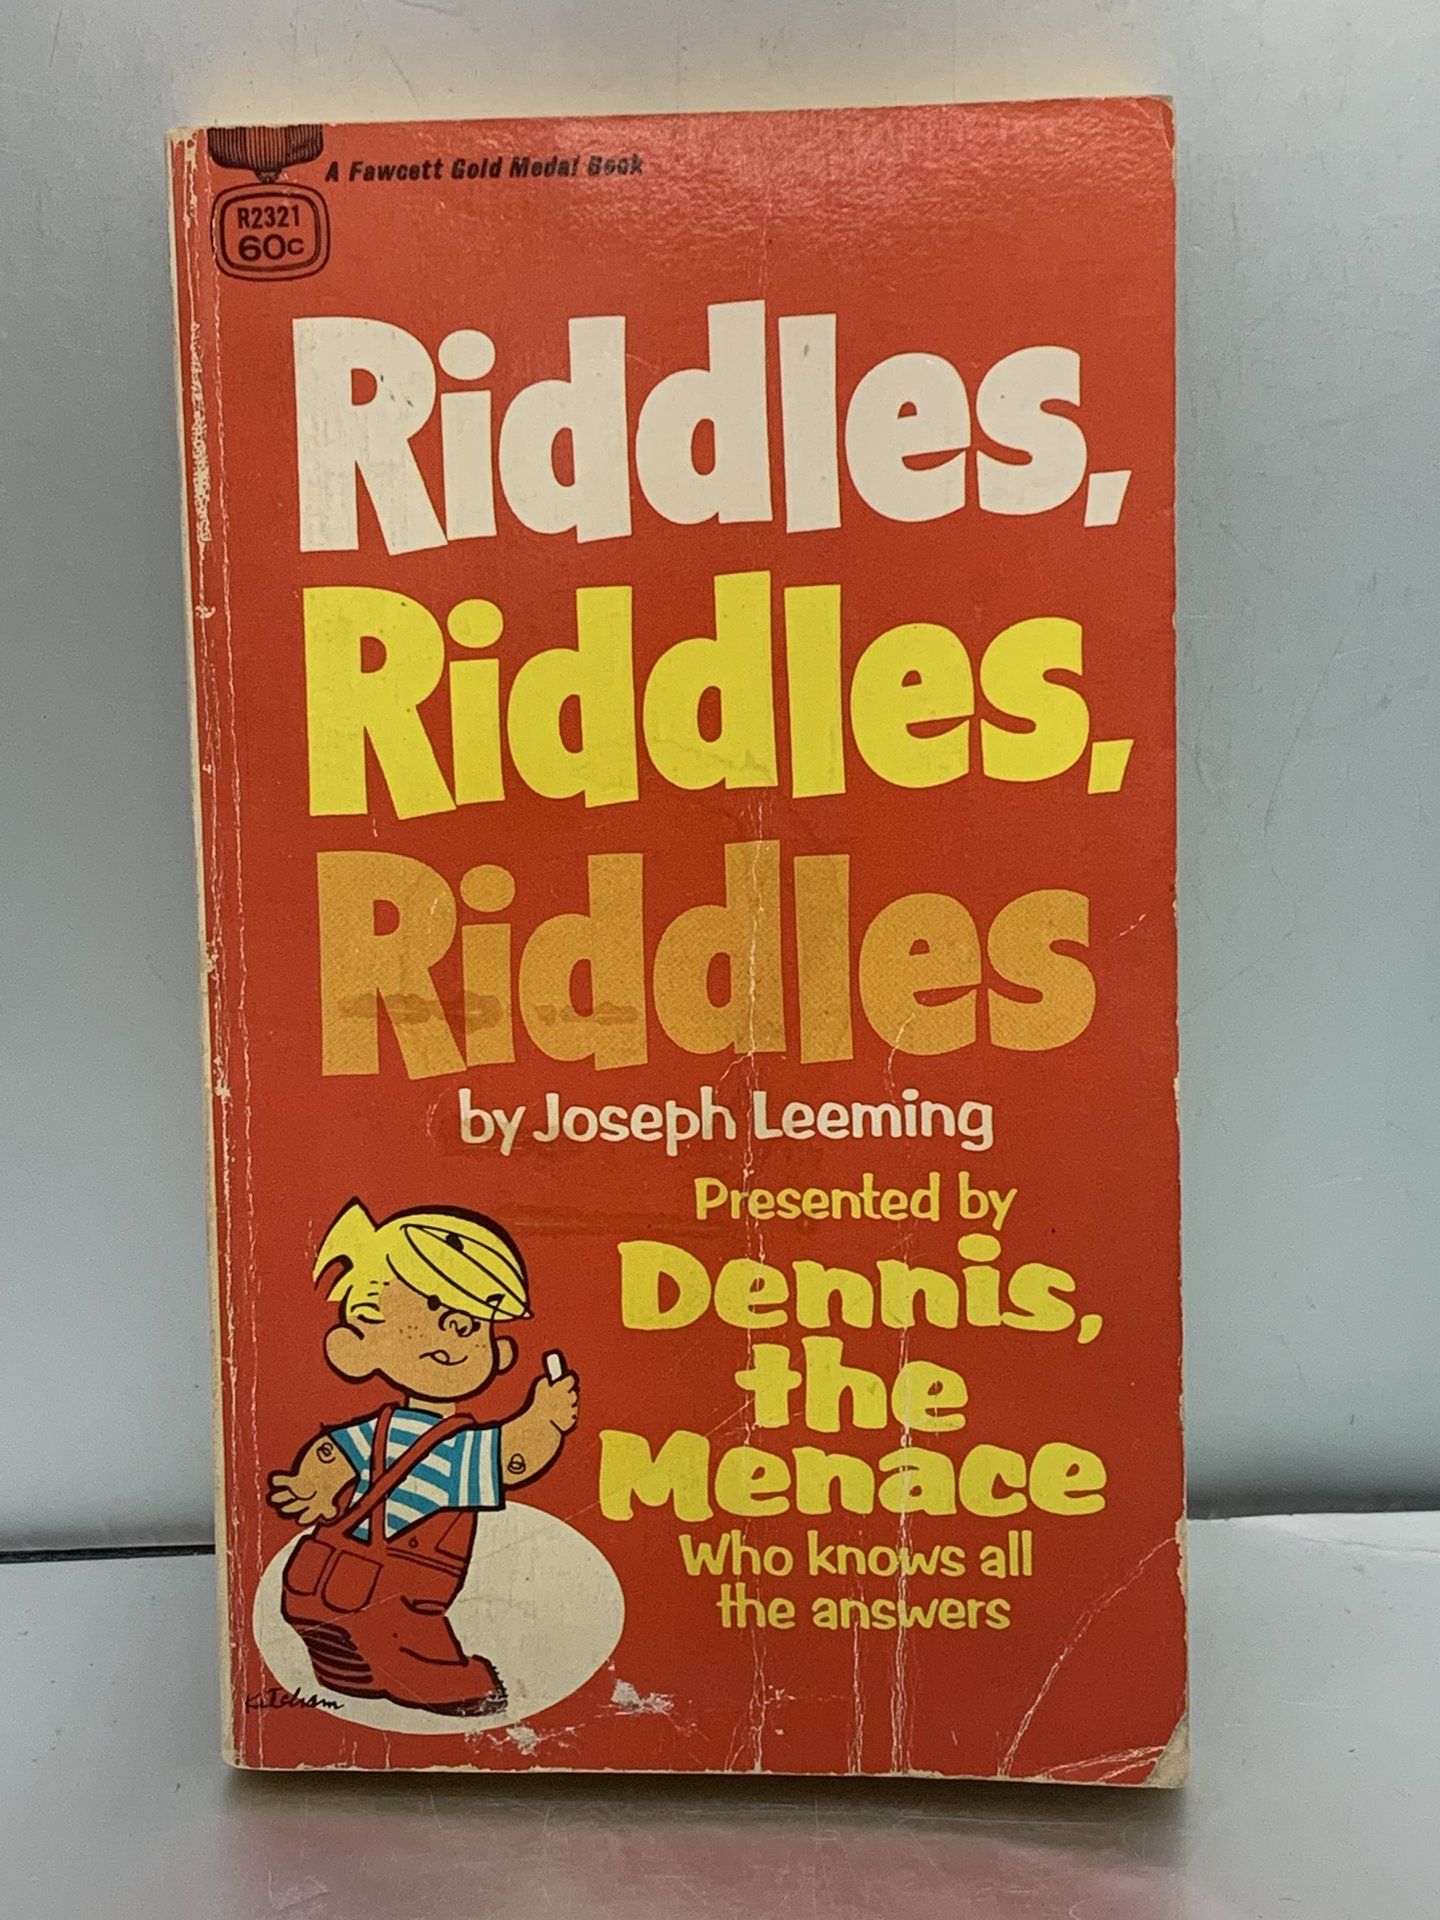 A Fawcett Gold Medal Book
R2321
60c
Riddles,
Riddles,
Riddles
by Joseph Leeming
Presented by
Dennis,
the
Menace
Who knows all
the answers
Ketcham